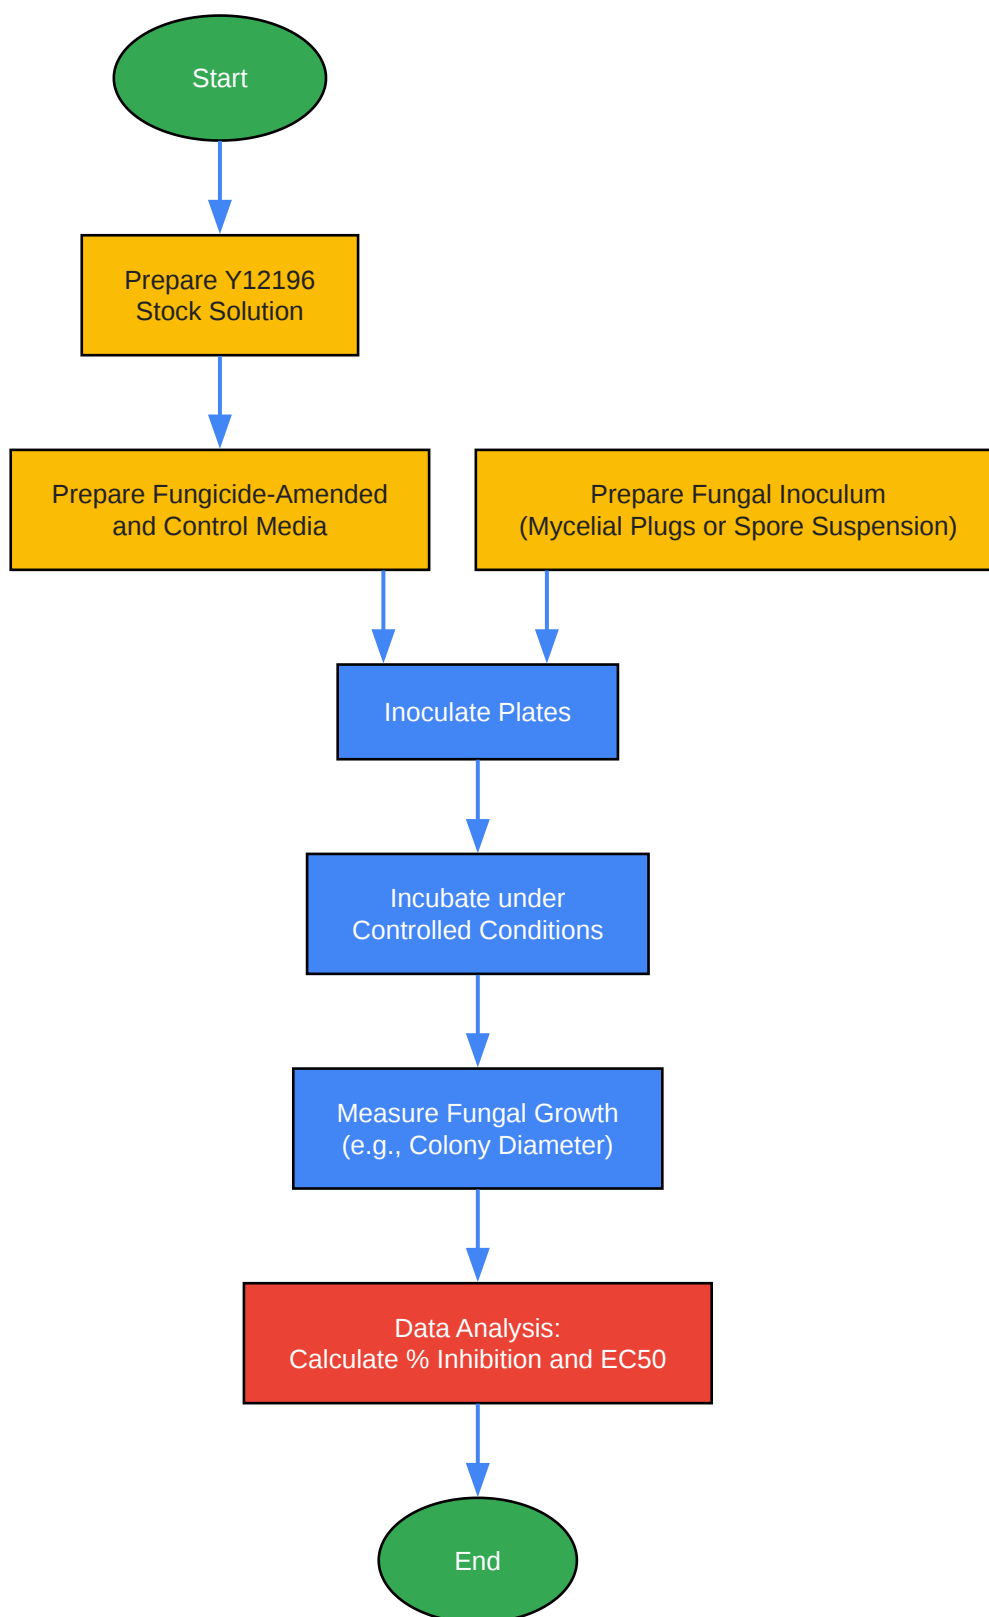 Start
Prepare Y12196
Stock Solution
Prepare Fungicide-Amended
and Control Media
Prepare Fungal Inoculum
(Mycelial Plugs or Spore Suspension)
Inoculate Plates
Incubate under
Controlled Conditions
Measure Fungal Growth
(e.g., Colony Diameter)
Data Analysis:
Calculate % Inhibition and EC50
End